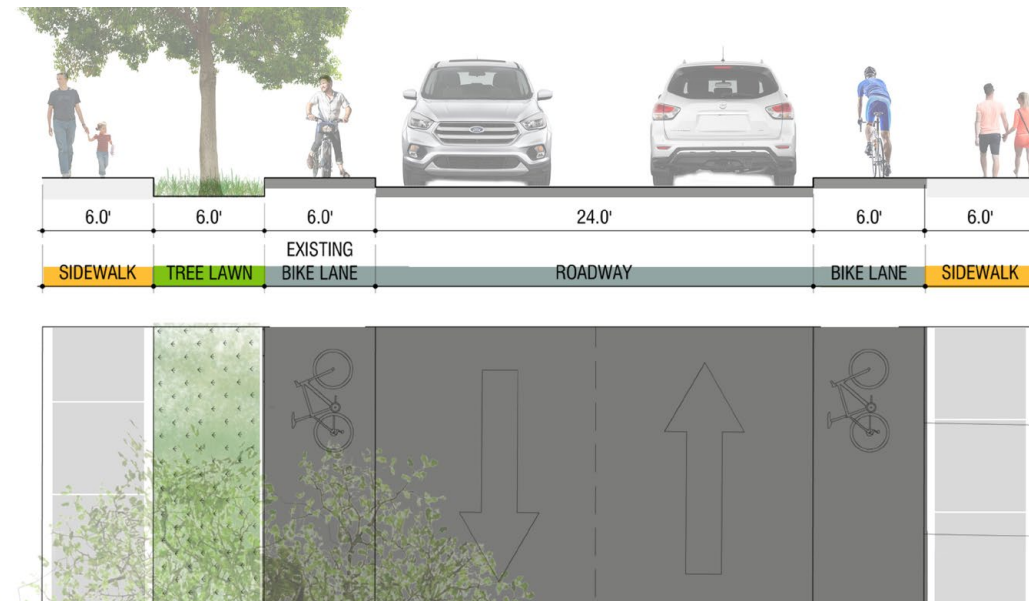 6.0'
6.0'
6.0'
24.0'
6.0'
6.0'
SIDEWALK
TREE LAWN
EXISTING
BIKE LANE
ROADWAY
BIKE LANE
SIDEWALK